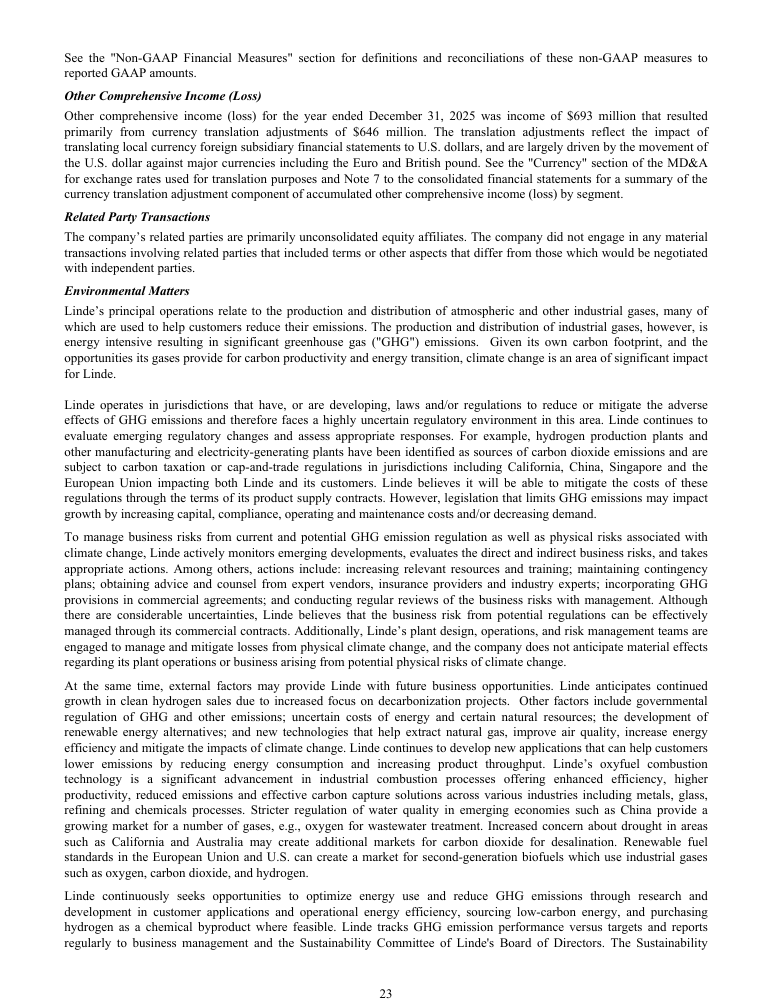 See the "Non-GAAP Financial Measures" section for definitions and reconciliations of these non-GAAP measures to
reported GAAP amounts.
Other Comprehensive Income (Loss)
Other comprehensive income (loss) for the year ended December 31, 2025 was income of $693 million that resulted
primarily from currency translation adjustments of $646 million. The translation adjustments reflect the impact of
translating local currency foreign subsidiary financial statements to U.S. dollars, and are largely driven by the movement of
the U.S. dollar against major currencies including the Euro and British pound. See the "Currency" section of the MD&A
for exchange rates used for translation purposes and Note 7 to the consolidated financial statements for a summary of the
currency translation adjustment component of accumulated other comprehensive income (loss) by segment.
Related Party Transactions
The company’s related parties are primarily unconsolidated equity affiliates. The company did not engage in any material
transactions involving related parties that included terms or other aspects that differ from those which would be negotiated
with independent parties.
Environmental Matters
Linde’s principal operations relate to the production and distribution of atmospheric and other industrial gases, many of
which are used to help customers reduce their emissions. The production and distribution of industrial gases, however, is
energy intensive resulting in significant greenhouse gas ("GHG") emissions.  Given its own carbon footprint, and the
opportunities its gases provide for carbon productivity and energy transition, climate change is an area of significant impact
for Linde.
Linde operates in jurisdictions that have, or are developing, laws and/or regulations to reduce or mitigate the adverse
effects of GHG emissions and therefore faces a highly uncertain regulatory environment in this area. Linde continues to
evaluate emerging regulatory changes and assess appropriate responses. For example, hydrogen production plants and
other manufacturing and electricity-generating plants have been identified as sources of carbon dioxide emissions and are
subject to carbon taxation or cap-and-trade regulations in jurisdictions including California, China, Singapore and the
European Union impacting both Linde and its customers. Linde believes it will be able to mitigate the costs of these
regulations through the terms of its product supply contracts. However, legislation that limits GHG emissions may impact
growth by increasing capital, compliance, operating and maintenance costs and/or decreasing demand.
To manage business risks from current and potential GHG emission regulation as well as physical risks associated with
climate change, Linde actively monitors emerging developments, evaluates the direct and indirect business risks, and takes
appropriate actions. Among others, actions include: increasing relevant resources and training; maintaining contingency
plans; obtaining advice and counsel from expert vendors, insurance providers and industry experts; incorporating GHG
provisions in commercial agreements; and conducting regular reviews of the business risks with management. Although
there are considerable uncertainties, Linde believes that the business risk from potential regulations can be effectively
managed through its commercial contracts. Additionally, Linde’s plant design, operations, and risk management teams are
engaged to manage and mitigate losses from physical climate change, and the company does not anticipate material effects
regarding its plant operations or business arising from potential physical risks of climate change.
At the same time, external factors may provide Linde with future business opportunities. Linde anticipates continued
growth in clean hydrogen sales due to increased focus on decarbonization projects.  Other factors include governmental
regulation of GHG and other emissions; uncertain costs of energy and certain natural resources; the development of
renewable energy alternatives; and new technologies that help extract natural gas, improve air quality, increase energy
efficiency and mitigate the impacts of climate change. Linde continues to develop new applications that can help customers
lower emissions by reducing energy consumption and increasing product throughput. Linde’s oxyfuel combustion
technology is a significant advancement in industrial combustion processes offering enhanced efficiency, higher
productivity, reduced emissions and effective carbon capture solutions across various industries including metals, glass,
refining and chemicals processes. Stricter regulation of water quality in emerging economies such as China provide a
growing market for a number of gases, e.g., oxygen for wastewater treatment. Increased concern about drought in areas
such as California and Australia may create additional markets for carbon dioxide for desalination. Renewable fuel
standards in the European Union and U.S. can create a market for second-generation biofuels which use industrial gases
such as oxygen, carbon dioxide, and hydrogen.
Linde continuously seeks opportunities to optimize energy use and reduce GHG emissions through research and
development in customer applications and operational energy efficiency, sourcing low-carbon energy, and purchasing
hydrogen as a chemical byproduct where feasible. Linde tracks GHG emission performance versus targets and reports
regularly to business management and the Sustainability Committee of Linde's Board of Directors. The Sustainability
23